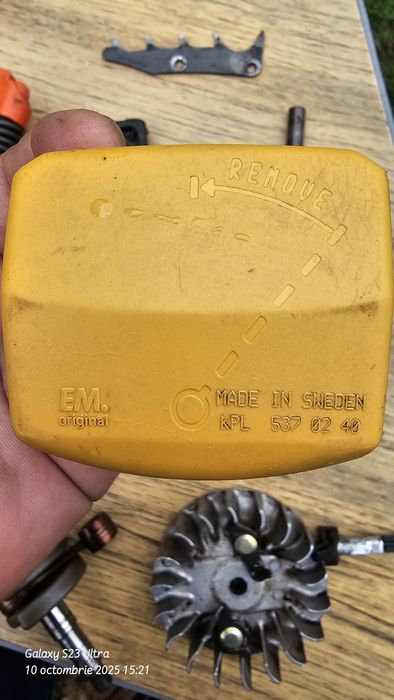 REMOVE
EM.
original
MADE IN SWEDEN
KPL 537 02 40
Galaxy S23 Ultra
10 octombrie 2025 15:21